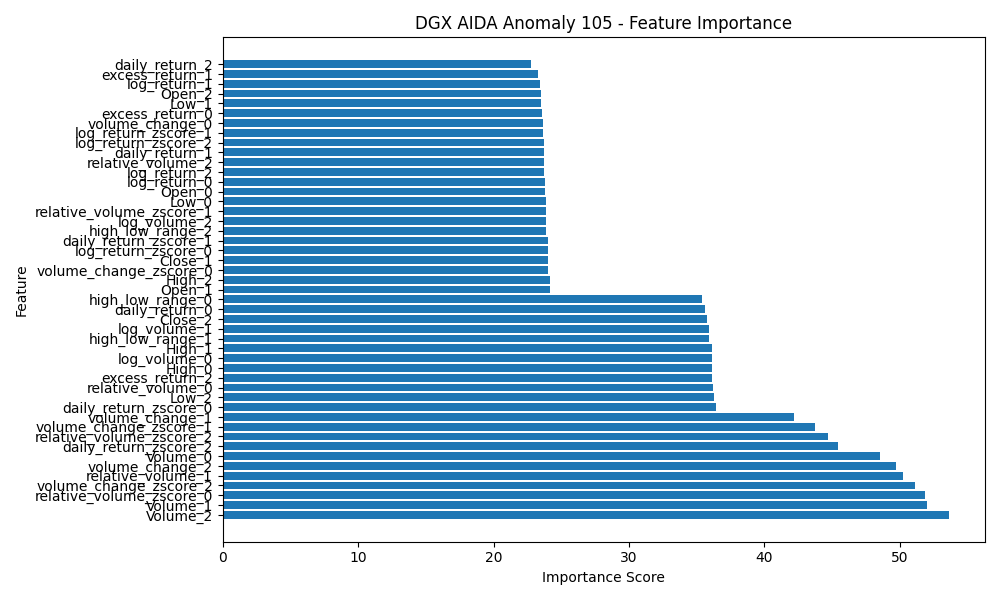 DGX AIDA Anomaly 105 - Feature Importance
daily_return_2
excess_return_1
log_return_1
Open_2
Low_1
excess_return_0
volume_change_0
log_return_zscore_1
log_return_zscore_2
daily_return_1
relative_volume_2
log_return_2
log_return_0
Open_0
Low_0
relative_volume_zscore_1
log_volume_2
high_low_range_2
daily_return_zscore_1
log_return_zscore_0
Close_1
volume_change_zscore_0
High_2
Open_1
high_low_range_0
daily_return_0
Close_2
log_volume_1
high_low_range_1
High_1
log_volume_0
High_0
excess_return_2
relative_volume_0
Low_2
daily_return_zscore_0
volume_change_1
volume_change_zscore_1
relative_volume_zscore_2
daily_return_zscore_2
Volume_0
volume_change_2
relative_volume_1
volume_change_zscore_2
relative_volume_zscore_0
Volume_1
Volume_2
Feature
0 10 20 30 40 50
Importance Score